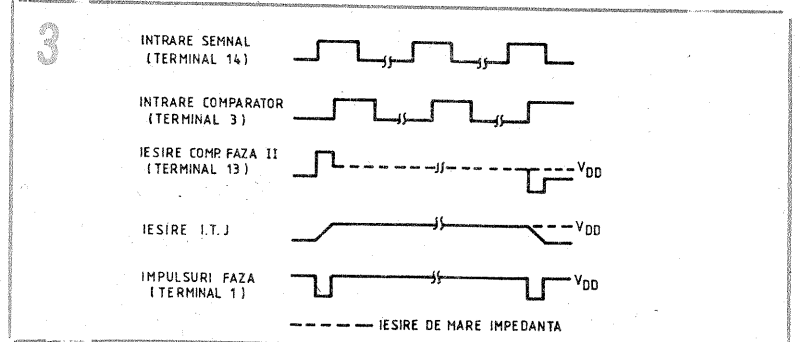 3
INTRARE SEMNAL
(TERMINAL 14)
INTRARE COMPARATOR
(TERMINAL 3)
IESIRE COMP. FAZA II
(TERMINAL 13)
VDD
IESIRE I.T.J
VDD
IMPULSURI FAZA
(TERMINAL 1)
VDD
IESIRE DE MARE IMPEDANTA